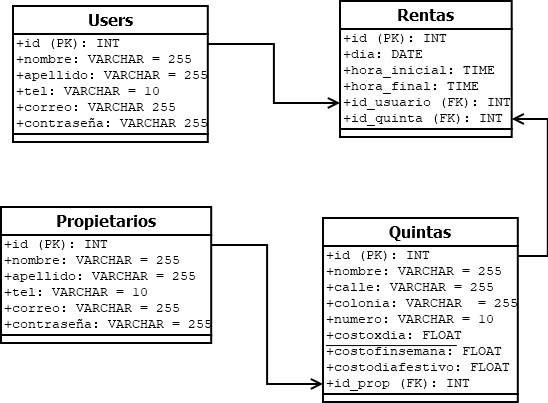 Users
+id (PK): INT
+nombre: VARCHAR = 255
+apellido: VARCHAR = 255
+tel: VARCHAR = 10
+correo: VARCHAR 255
+contraseña: VARCHAR 255
Rentas
+id (PK): INT
+dia: DATE
+hora_inicial: TIME
+hora_final: TIME
+id_usuario (FK): INT
+id_quinta (FK): INT
Propietarios
+id (PK): INT
+nombre: VARCHAR = 255
+apellido: VARCHAR = 255
+tel: VARCHAR = 10
+correo: VARCHAR = 255
+contraseña: VARCHAR = 255
Quintas
+id (PK): INT
+nombre: VARCHAR = 255
+calle: VARCHAR = 255
+colonia: VARCHAR  = 255
+numero: VARCHAR = 10
+costoxdia: FLOAT
+costofinsemana: FLOAT
+costodiafestivo: FLOAT
+id_prop (FK): INT